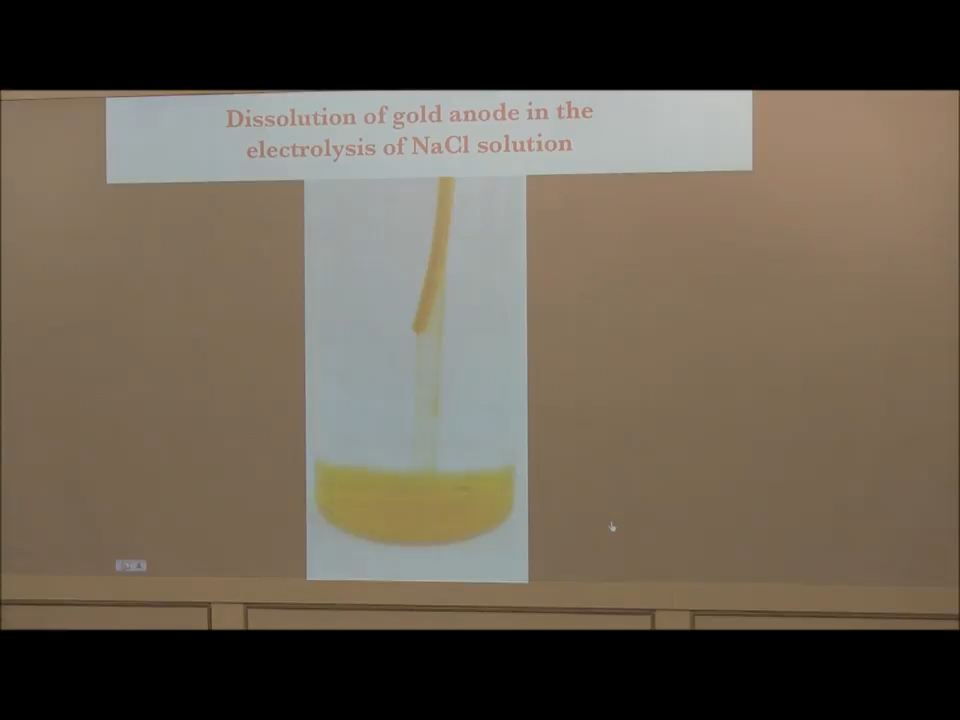 Dissolution of gold anode in the
electrolysis of NaCl solution